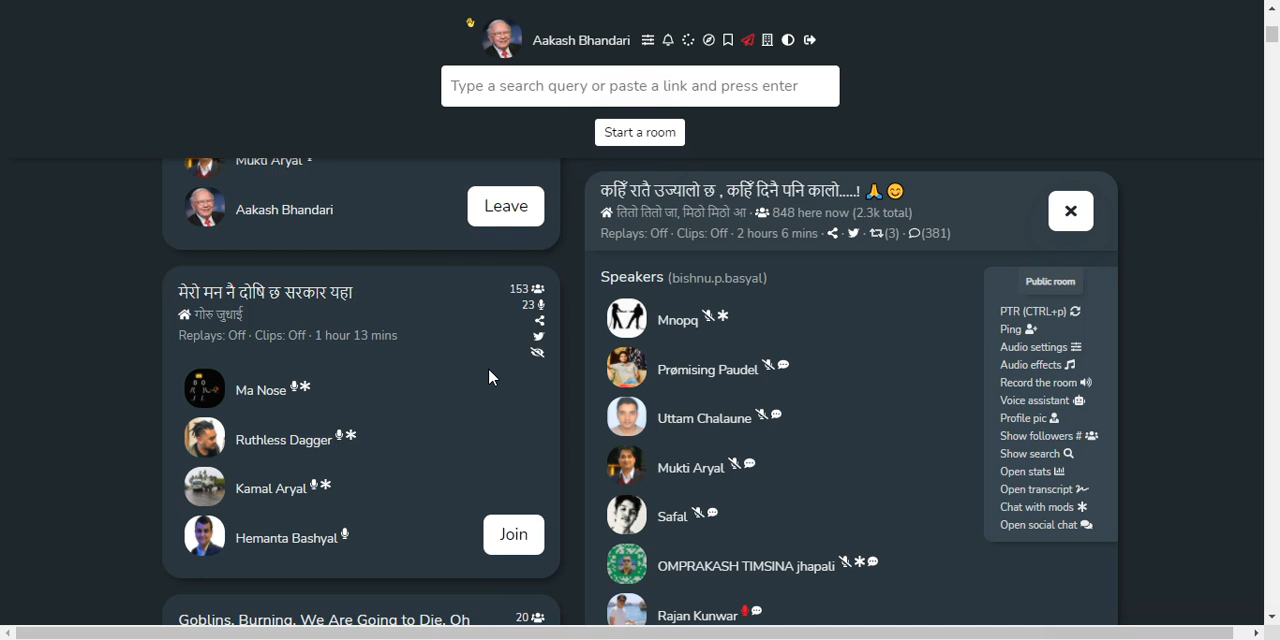 Aakash Bhandari
Type a search query or paste a link and press enter
Start a room
Mukti Aryal
Aakash Bhandari
Leave
मेरो मन नै दोषि छ सरकार यहा
153
23
गोरु जुधाई
Replays: Off · Clips: Off · 1 hour 13 mins
Ma Nose
Ruthless Dagger
Kamal Aryal
Hemanta Bashyal
Join
Goblins, Burning, We Are Going to Die, Oh
20
कहिँ रातै उज्यालो छ , कहिँ दिनै पनि कालो.....! 🙏 😊
तितो तितो जा, मिठो मिठो आ · 848 here now (2.3k total)
Replays: Off · Clips: Off · 2 hours 6 mins · · · (3) · (381)
Speakers (bishnu.p.basyal)
Mnopq
Prømising Paudel
Uttam Chalaune
Mukti Aryal
Safal
OMPRAKASH TIMSINA jhapali
Rajan Kunwar
Public room
PTR (CTRL+p)
Ping
Audio settings
Audio effects
Record the room
Voice assistant
Profile pic
Show followers #
Show search
Open stats
Open transcript
Chat with mods
Open social chat